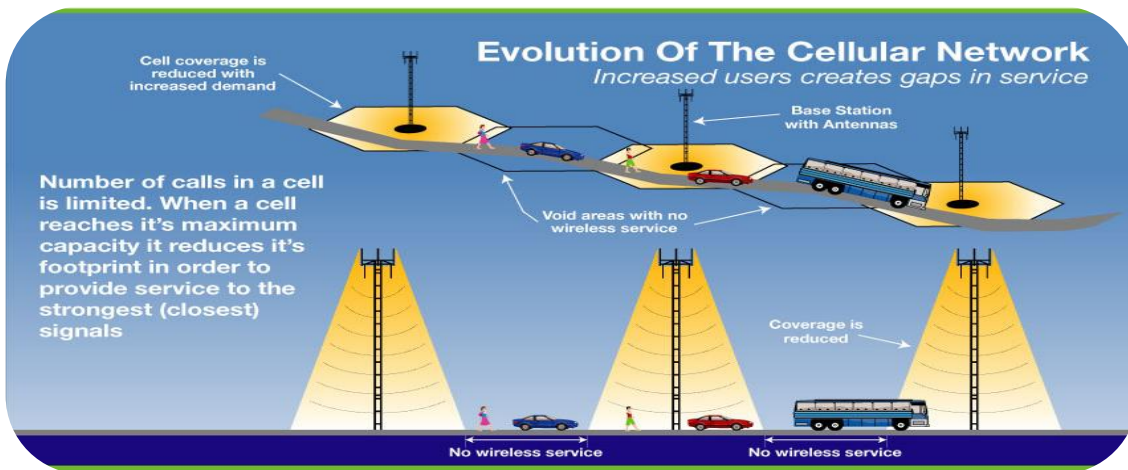 Evolution Of The Cellular Network
Increased users creates gaps in service
Cell coverage is
reduced with
increased demand
Base Station
with Antennas
Number of calls in a cell
is limited. When a cell
reaches it's maximum
capacity it reduces it's
footprint in order to
provide service to the
strongest (closest)
signals
Void areas with no
wireless service
Coverage is
reduced
No wireless service
No wireless service